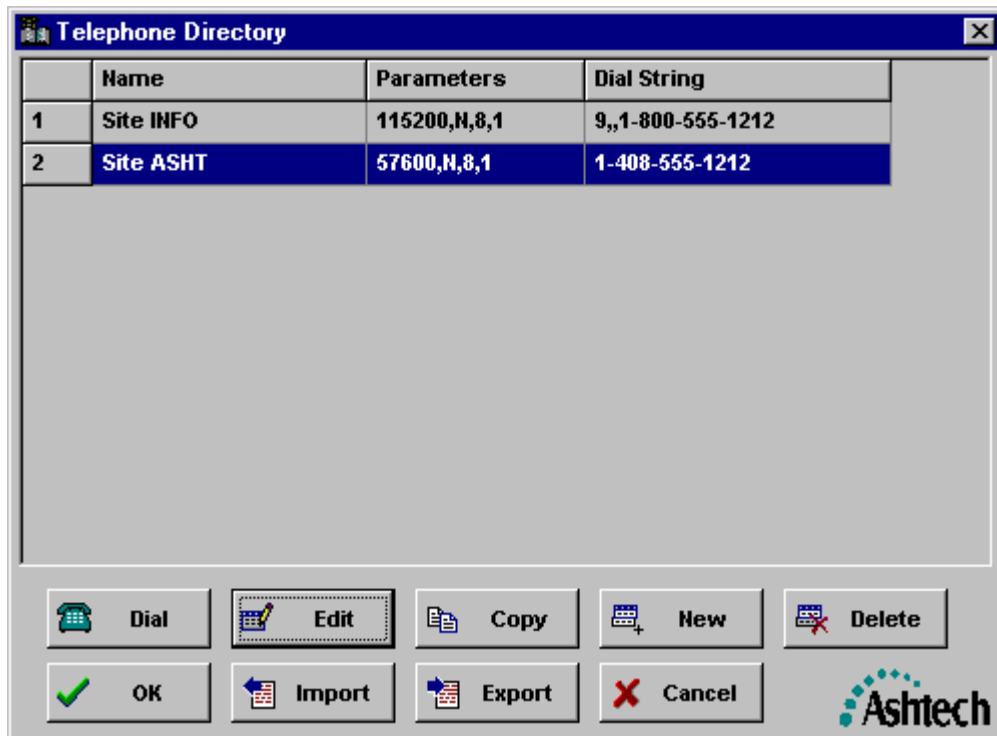 Telephone Directory
Name Parameters Dial String
1 Site INFO 115200,N,8,1 9,,1-800-555-1212
2 Site ASHT 57600,N,8,1 1-408-555-1212
Dial Edit Copy New Delete
OK Import Export Cancel
Ashtech